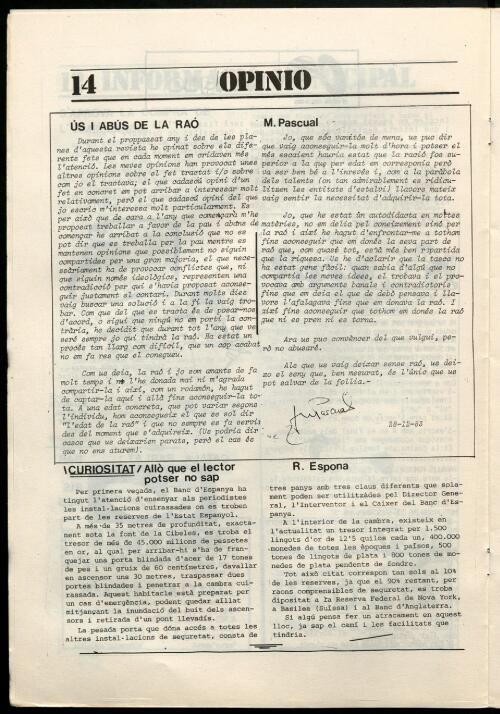 14
OPINIO
ÚS I ABÚS DE LA RAÓ
M. Pascual
Durant el proppassat any i des de les pla-
nes d'aquesta revista he opinat sobre els dife-
rents fets que en cada moment em cridaven més
l'atenció. Les meves opinions han provocat unes
altres opinions sobre el fet tractat i/o sobre
com jo el tractava; el que cadascú opini d'un
fet en concret em pot arribar a interessar molt
relativament, però el que cadascú opini del que
jo escric m'interessa molt particularment. És
per això que de cara a l'any que començarà m'he
proposat treballar a favor de la pau i abans de
començar he arribat a la conclusió que no es
pot dir que es treballa per la pau mentre es
mantenen opinions que possiblement no siguin
compartides per una gran majoria, el que neces-
sàriament ha de provocar conflictes que, ni
que siguin només ideològics, representen una
contradicció per qui s'havia proposat aconse-
guir justament el contari. Durant molts dies
vaig buscar una solució i a la fi la vaig tro-
bar. Com que del que es tracta és de posar-nos
d'acord, o sigui que ningú no em porti la con-
trària, he decidit que durant tot l'any que ve
seré sempre jo qui tindrà la raó. Ha estat un
procés tan llarg com difícil, que un cop acabat
no em fa res que el conegueu.
Com us deia, la raó i jo som amants de fa
molt temps i no l'he donada mai ni m'agrada
compartir-la i així, com un rodamón, he hagut
de captar-la aquí i allà fins aconseguir-la to-
ta. A una edat concreta, que pot variar segons
l'individu, hom aconsegueix el que se sol dir
"l'edat de la raó" i que no sempre es fa servir
des del moment que s'adquireix. (Us podria dir
casos que us deixarien parats, però el cas és
que no ens aturem).
Jo, que sóc vanitós de mena, us puc dir
que vaig aconseguir-la molt d'hora i potser el
més escaient hauria estat que la raó fos su-
perior a la que per edat em corresponia però
va ser ben bé a l'inrevés i, com a la paràbola
dels talents (on tan admirablement es ridicu-
litzen les entitats d'estalvi) llavors mateix
vaig sentir la necessitat d'adquirir-la tota.
Jo, que he estat un autodidacta en moltes
matèries, no em delia pel coneixement sinó per
la raó i així he hagut d'enfrontar-me a tothom
fins aconseguir que em donés la seva part de
raó que, com quasi tot, està més ben repartida
que la riquesa. Us he d'aclarir que la tasca no
ha estat gens fàcil: quan sabia d'algú que no
compartia les meves idees, el trobava i el pro-
vocava amb arguments banals i contradictoris
fins que em deia el que de debò pensava i lla-
vors l'afalagava fins que em donava la raó. I
així fins aconseguir que tothom em donés la raó
que ni es pren ni es torna.
Ara us puc convèncer del que vulgui, pe-
rò no abusaré.
Als que us vaig deixar sense raó, us dei-
xo el seny que, ben mesurat, és l'únic que us
pot salvar de la follia.-
28-12-83
CURIOSITAT / Allò que el lector
potser no sap
R. Espona
Per primera vegada, el Banc d'Espanya ha
tingut l'atenció d'ensenyar als periodistes
les instal·lacions cuirassades on es troben
part de les reserves de l'Estat Espanyol.
A més de 35 metres de profunditat, exacta-
ment sota la font de la Cibeles, es troba el
tresor de més de 45.000 milions de pessetes
en or, al qual per arribar-hi s'ha de fran-
quejar una porta blindada d'acer de 17 tones
de pes i un gruix de 60 centímetres, davallar
en ascensor uns 30 metres, traspassar dues
portes blindades i penetrar a la cambra cui-
rassada. Aquest habitacle està preparat per
un cas d'emergència, podent quedar aïllat
mitjançant la inundació del buit dels ascen-
sors i retirada d'un pont llevadís.
La pesada porta que dóna accés a totes les
altres instal·lacions de seguretat, consta de
tres panys amb tres claus diferents que sola-
ment poden ser utilitzades pel Director Gene-
ral, l'Interventor i el Caixer del Banc d'Es-
panya.
A l'interior de la cambra, existeix en
l'actualitat un tresor integrat per 1.500
lingots d'or de 12'5 quilos cada un, 400.000
monedes de totes les èpoques i països, 500
tones de lingots de plata i 800 tones de mo-
nedes de plata pendents de fondre.
Tot això citat correspon tan sols al 10%
de les reserves, ja que el 90% restant, per
raons comprensibles de seguretat, es troba
dipositat a la Reserva Federal de Nova York,
a Basilea (Suïssa) i al Banc d'Anglaterra.
Si algú pensa fer un atracament en aquest
lloc, ja sap el camí i les facilitats que
tindria.